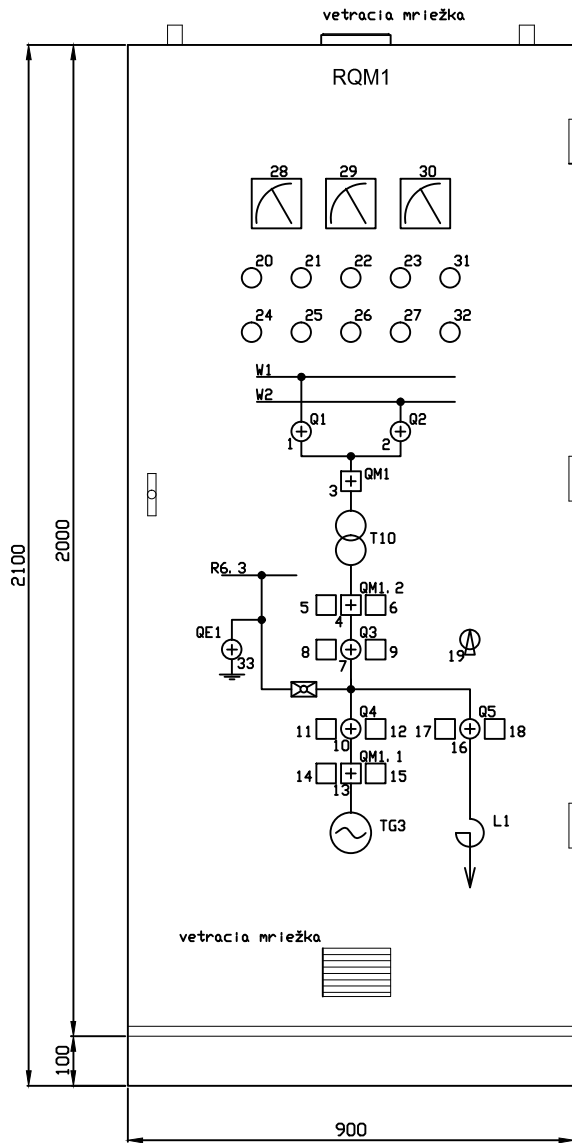 vetracia mriežka
RQM1
28 29 30
20 21 22 23 31
24 25 26 27 32
W1
W2
Q1 Q2
1 2
QM1
3
T10
R6.3
QM1.2
5 4 6
QE1
33
Q3
8 7 9
19
Q4
11 10 12
Q5
17 16 18
QM1.1
14 13 15
TG3
L1
vetracia mriežka
2100
2000
100
900